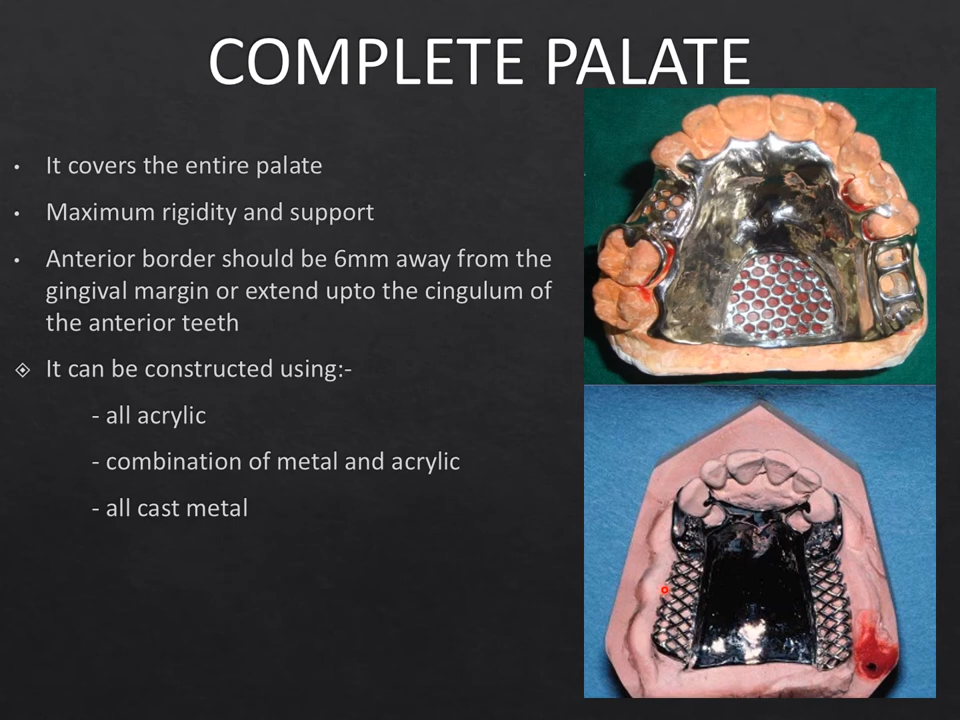 COMPLETE PALATE
• It covers the entire palate
• Maximum rigidity and support
• Anterior border should be 6mm away from the
gingival margin or extend upto the cingulum of
the anterior teeth
It can be constructed using:-
- all acrylic
- combination of metal and acrylic
- all cast metal